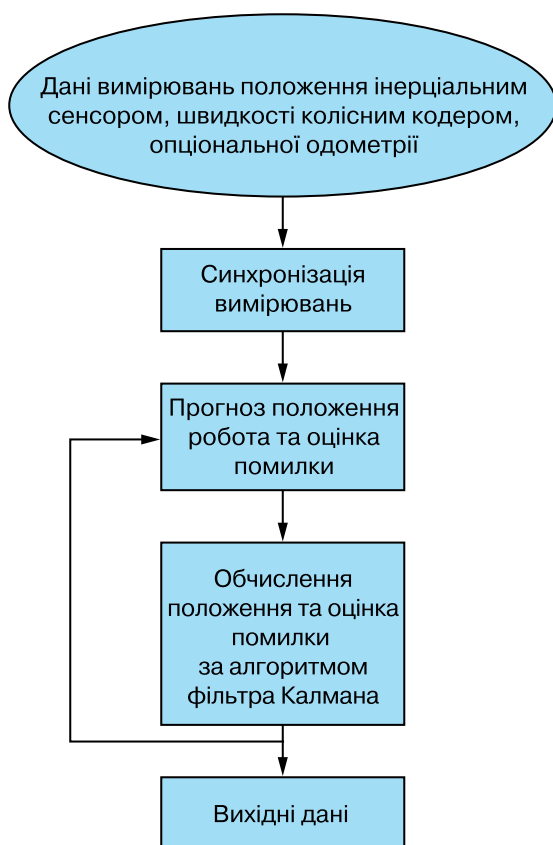 Дані вимірювань положення інерціальним
сенсором, швидкості колісним кодером,
опціональної одометрії
Синхронізація
вимірювань
Прогноз положення
робота та оцінка
помилки
Обчислення
положення та оцінка
помилки
за алгоритмом
фільтра Калмана
Вихідні дані